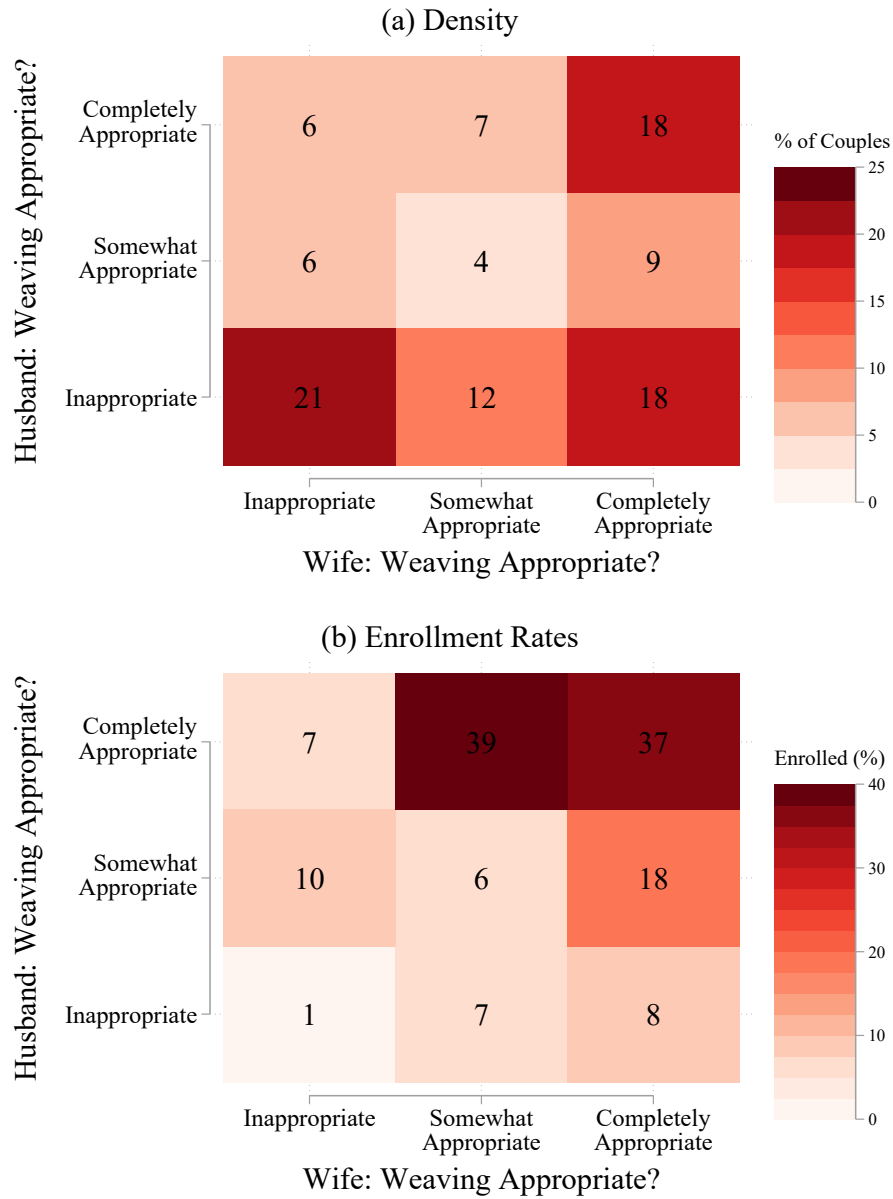 (a) Density
Husband: Weaving Appropriate?
Completely
Appropriate
6
7
18
Somewhat
Appropriate
6
4
9
Inappropriate
21
12
18
Inappropriate
Somewhat
Appropriate
Completely
Appropriate
Wife: Weaving Appropriate?
% of Couples
25
20
15
10
5
0
(b) Enrollment Rates
Husband: Weaving Appropriate?
Completely
Appropriate
7
39
37
Somewhat
Appropriate
10
6
18
Inappropriate
1
7
8
Inappropriate
Somewhat
Appropriate
Completely
Appropriate
Wife: Weaving Appropriate?
Enrolled (%)
40
30
20
10
0